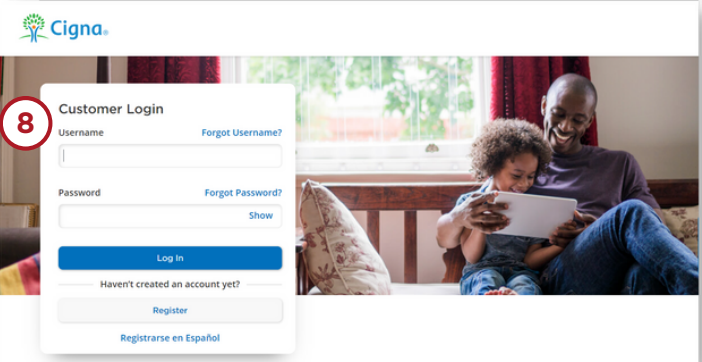 Cigna®
8
Customer Login
Username Forgot Username?
Password Forgot Password?
Show
Log In
Haven't created an account yet?
Register
Registrarse en Español